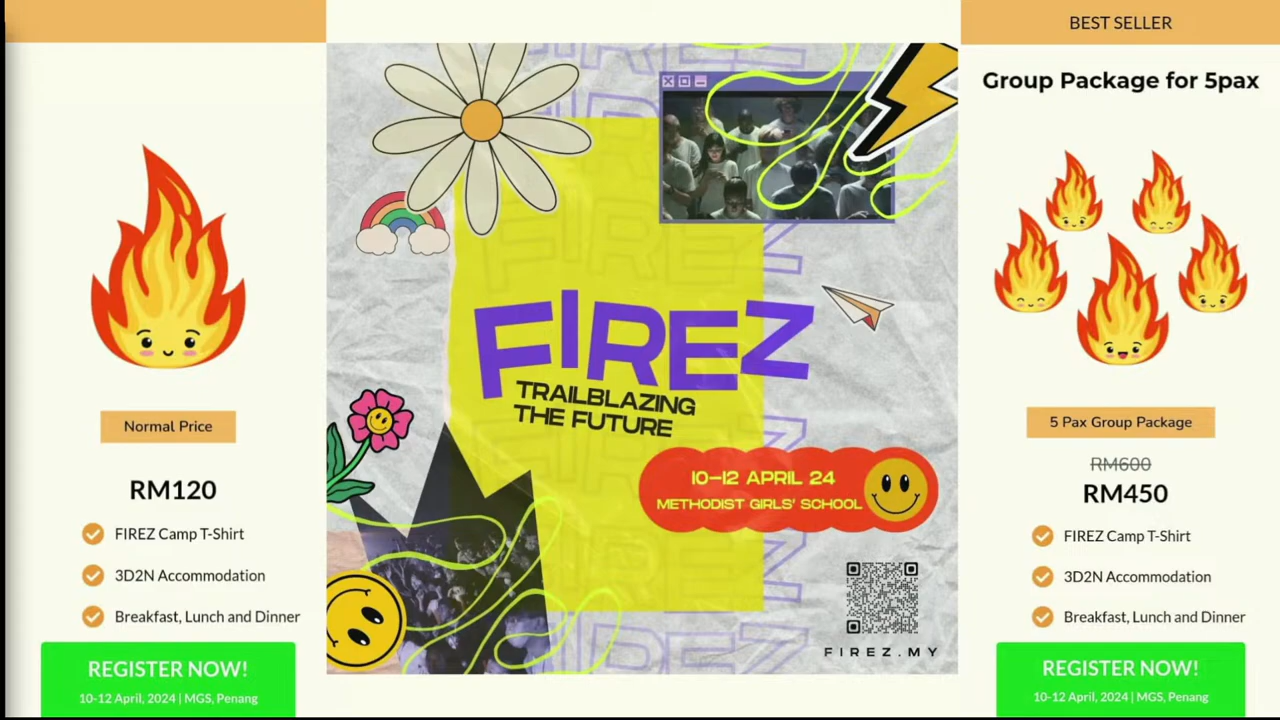 Normal Price
RM120
FIREZ Camp T-Shirt
3D2N Accommodation
Breakfast, Lunch and Dinner
REGISTER NOW!
10-12 April, 2024 | MGS, Penang
FIREZ
FIREZ
FIREZ
TRAILBLAZING
THE FUTURE
10-12 APRIL 24
METHODIST GIRLS' SCHOOL
FIREZ
FIREZ.MY
BEST SELLER
Group Package for 5pax
5 Pax Group Package
RM600
RM450
FIREZ Camp T-Shirt
3D2N Accommodation
Breakfast, Lunch and Dinner
REGISTER NOW!
10-12 April, 2024 | MGS, Penang